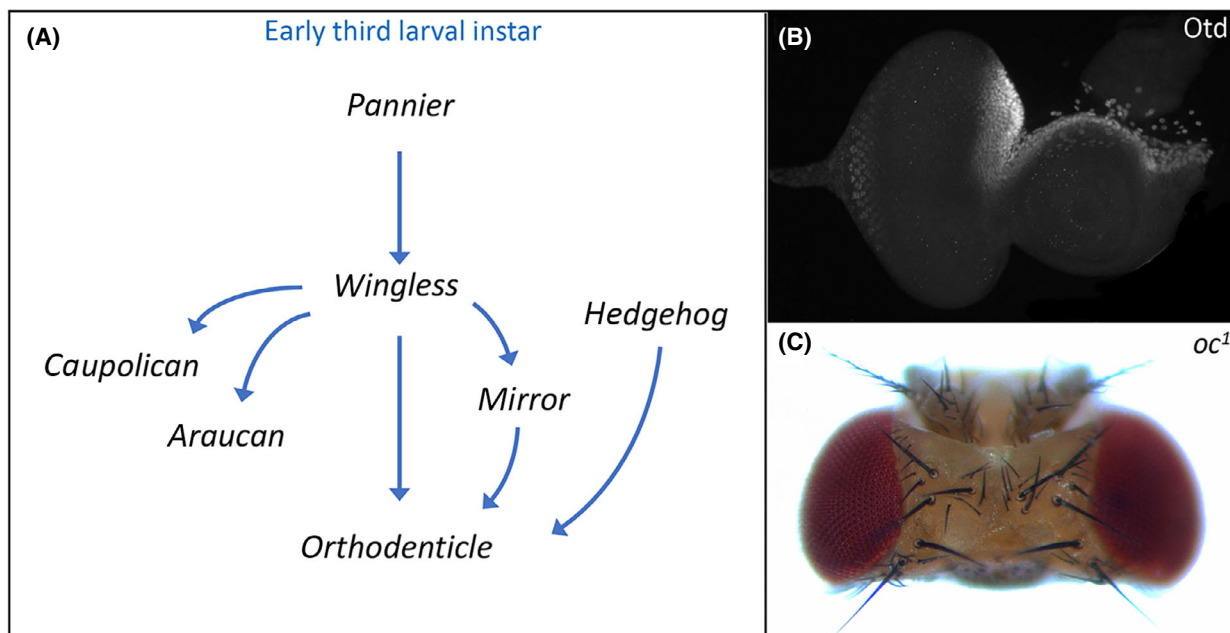 (A)
Early third larval instar
Pannier
Wingless
Hedgehog
Caupolican
Mirror
Araucan
Orthodenticle
(B)
Otd
(C)
oc¹